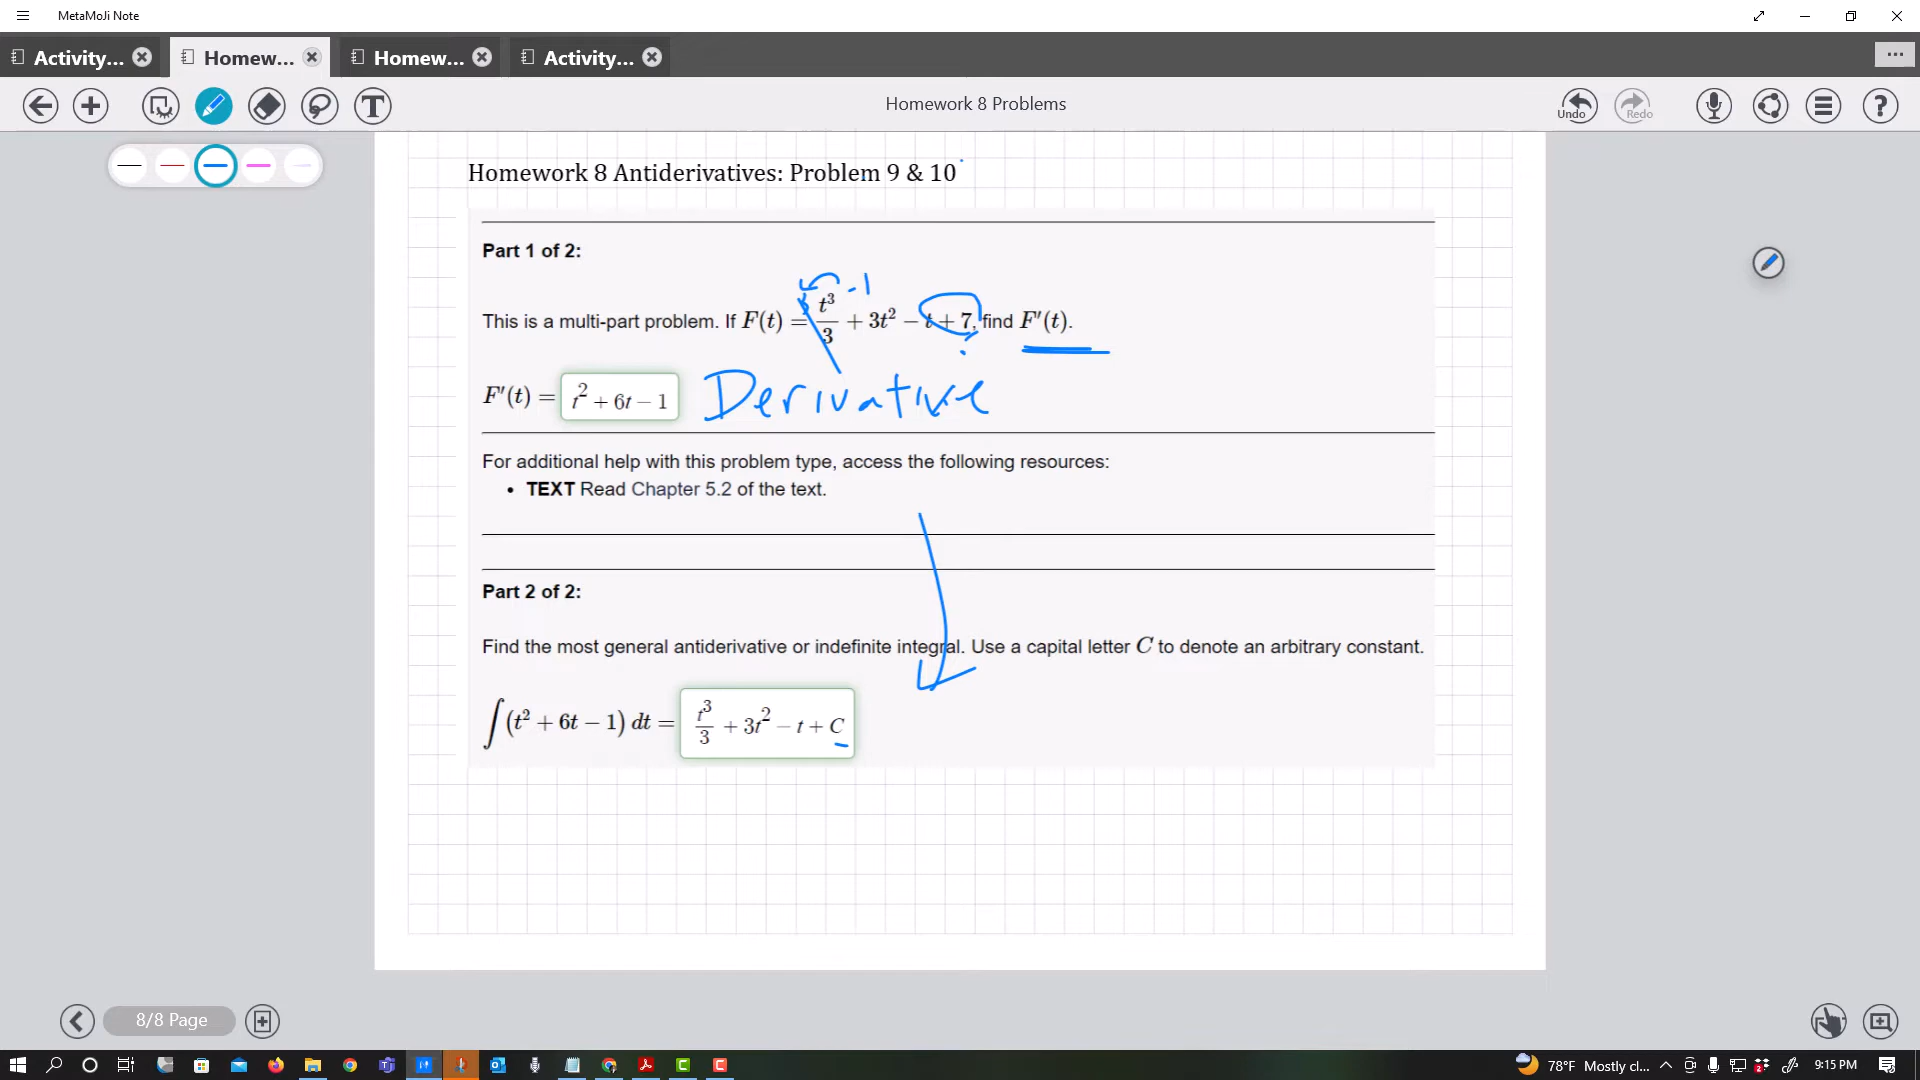 MetaMoJi Note
Activity... Homew... Homew... Activity...
Homework 8 Problems
Undo Redo
Homework 8 Antiderivatives: Problem 9 & 10
Part 1 of 2:
-1
This is a multi-part problem. If F(t) = t³/3 + 3t² − t + 7, find F′(t).
F′(t) = t² + 6t − 1 Derivative
For additional help with this problem type, access the following resources:
• TEXT Read Chapter 5.2 of the text.
Part 2 of 2:
Find the most general antiderivative or indefinite integral. Use a capital letter C to denote an arbitrary constant.
∫(t² + 6t − 1) dt = t³/3 + 3t² − t + C
8/8 Page
78°F Mostly cl... 9:15 PM